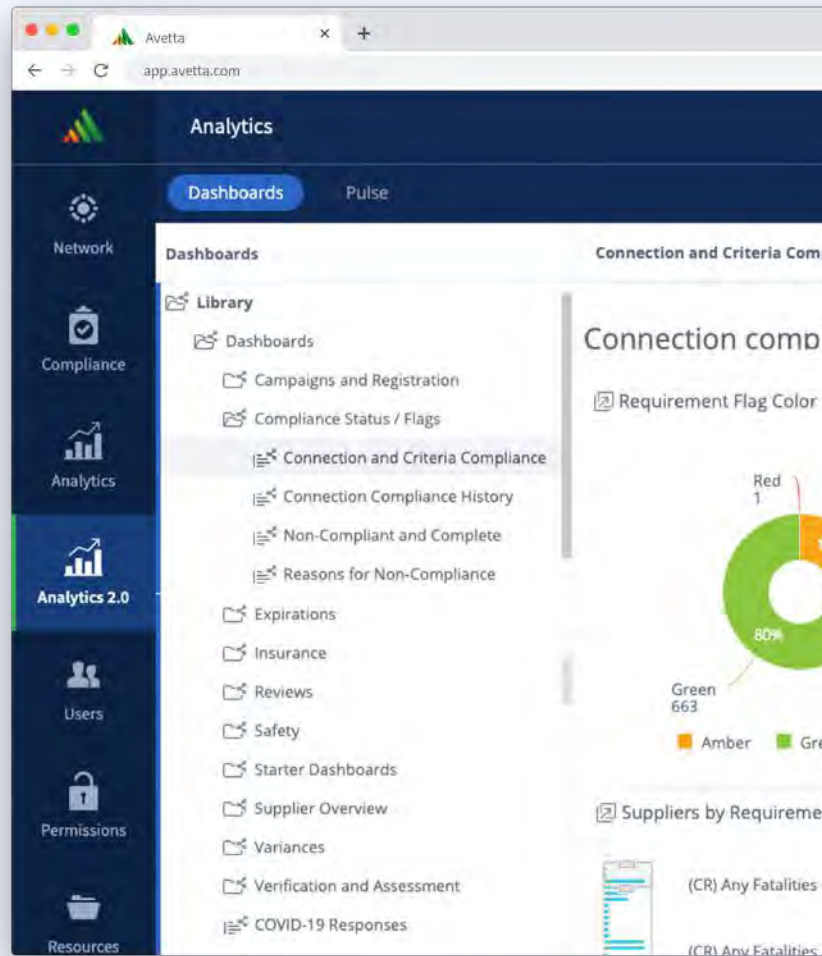 Avetta
app.avetta.com
Analytics
Dashboards Pulse
Network
Compliance
Analytics
Analytics 2.0
Users
Permissions
Resources
Dashboards
Library
Dashboards
Campaigns and Registration
Compliance Status / Flags
Connection and Criteria Compliance
Connection Compliance History
Non-Compliant and Complete
Reasons for Non-Compliance
Expirations
Insurance
Reviews
Safety
Starter Dashboards
Supplier Overview
Variances
Verification and Assessment
COVID-19 Responses
Connection and Criteria Com
Connection comp
Requirement Flag Color
Red
1
80%
Green
663
Amber Gre
Suppliers by Requireme
(CR) Any Fatalities
(CR) Any Fatalities